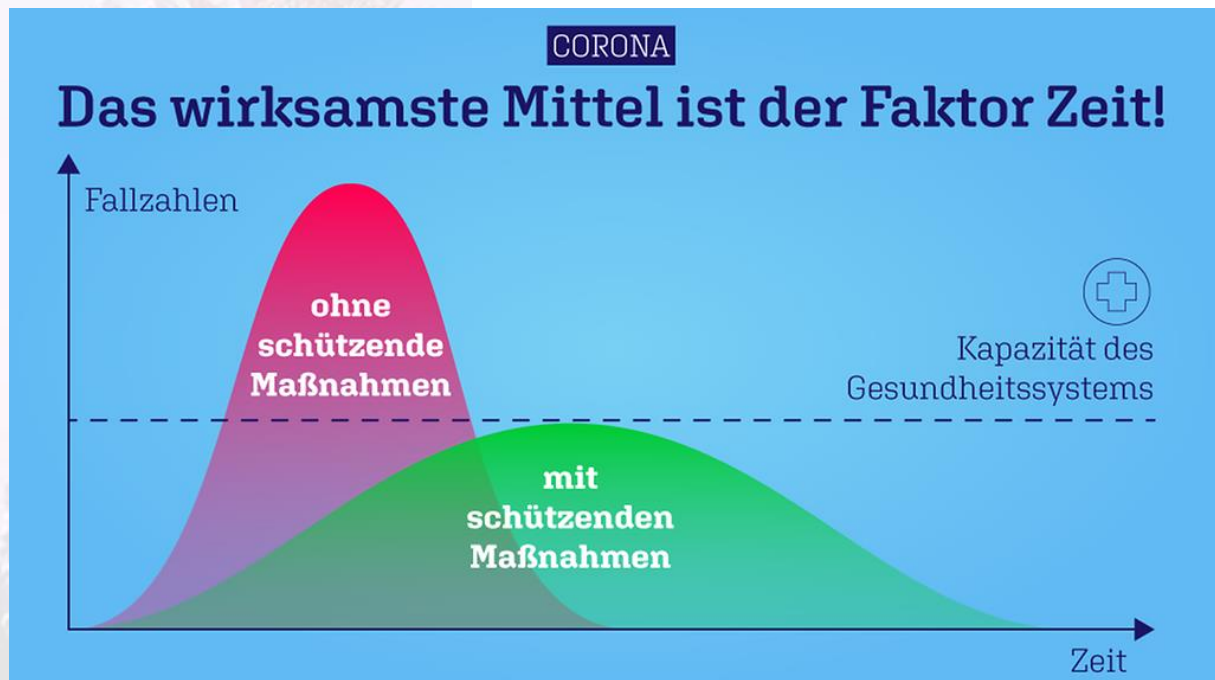 CORONA
Das wirksamste Mittel ist der Faktor Zeit!
Fallzahlen
ohne
schützende
Maßnahmen
Kapazität des
Gesundheitssystems
mit
schützenden
Maßnahmen
Zeit